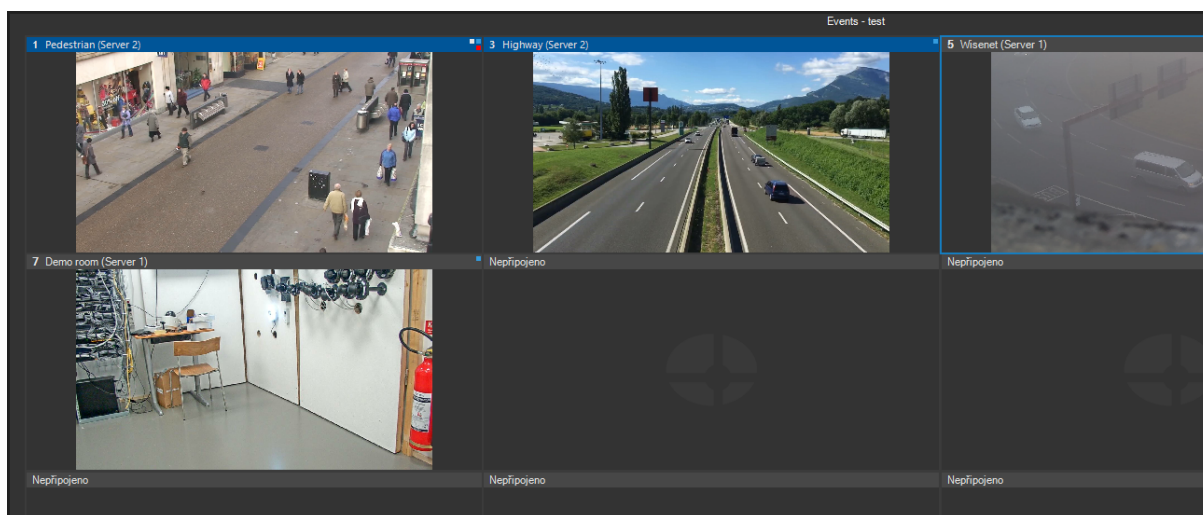 Events - test
1 Pedestrian (Server 2)
3 Highway (Server 2)
5 Wisenet (Server 1)
7 Demo room (Server 1)
Nepřipojeno
Nepřipojeno
Nepřipojeno
Nepřipojeno
Nepřipojeno